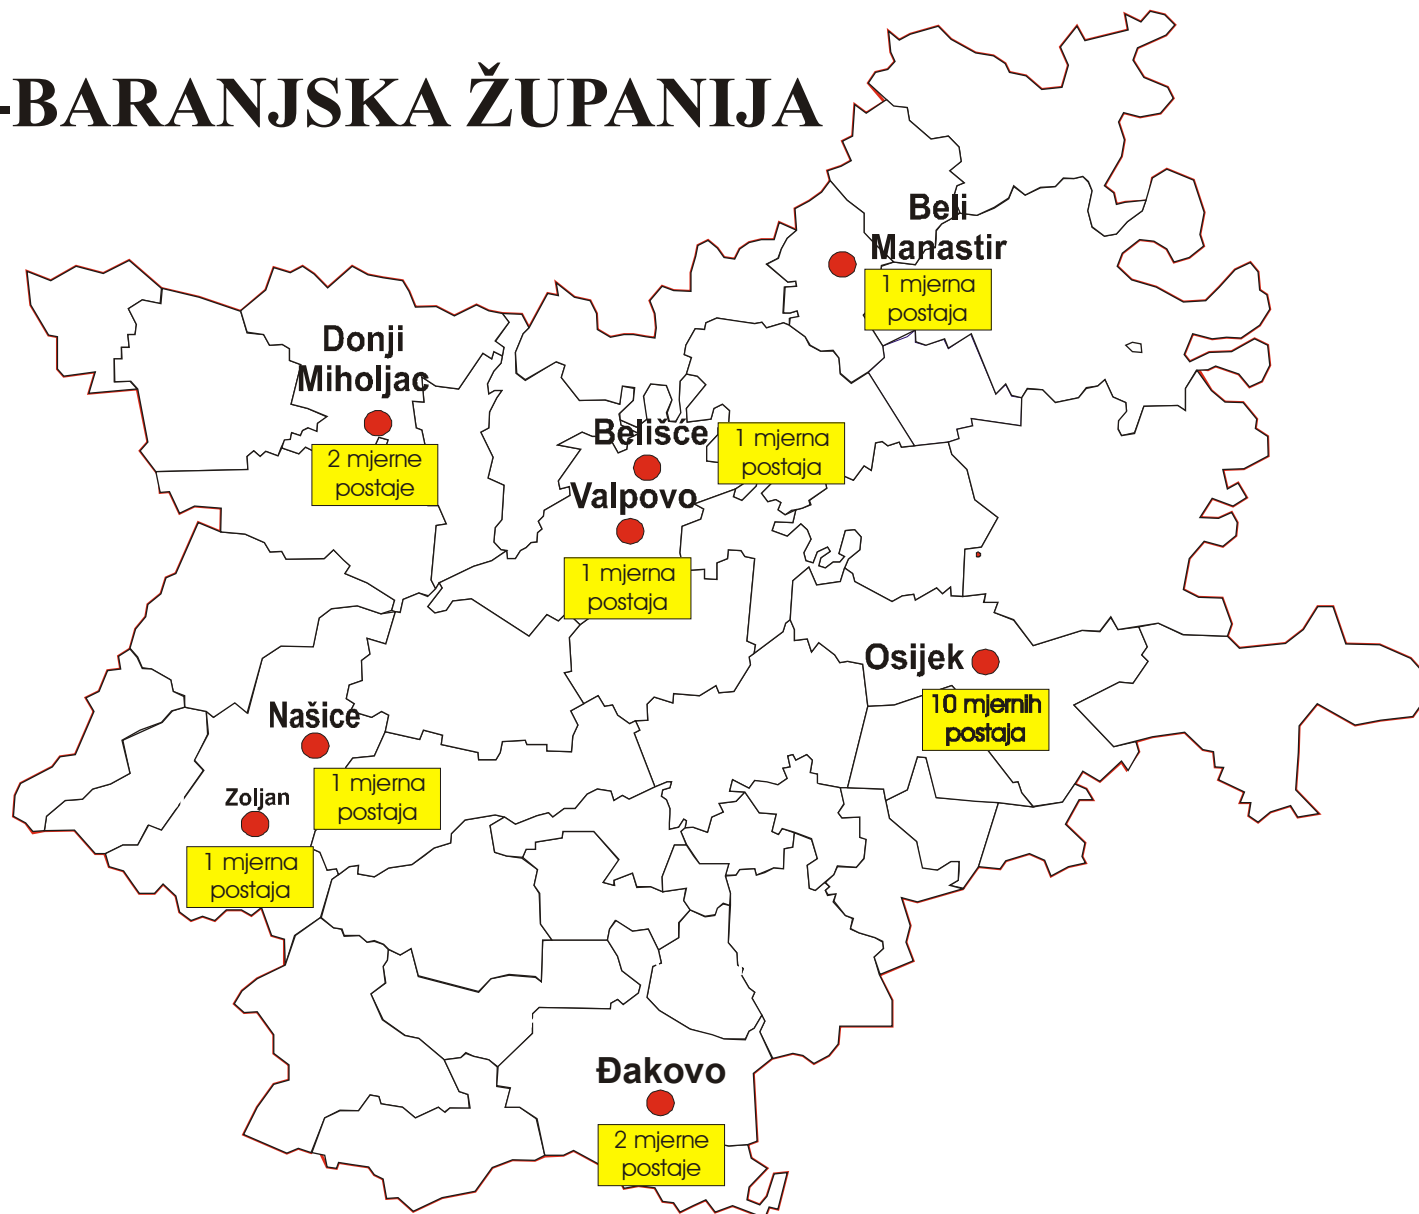 -BARANJSKA ŽUPANIJA
Beli
Manastir
1 mjerna
postaja
Donji
Miholjac
2 mjerne
postaje
Belišće
1 mjerna
postaja
Valpovo
1 mjerna
postaja
Osijek
10 mjernih
postaja
Našice
1 mjerna
postaja
Zoljan
1 mjerna
postaja
Đakovo
2 mjerne
postaje